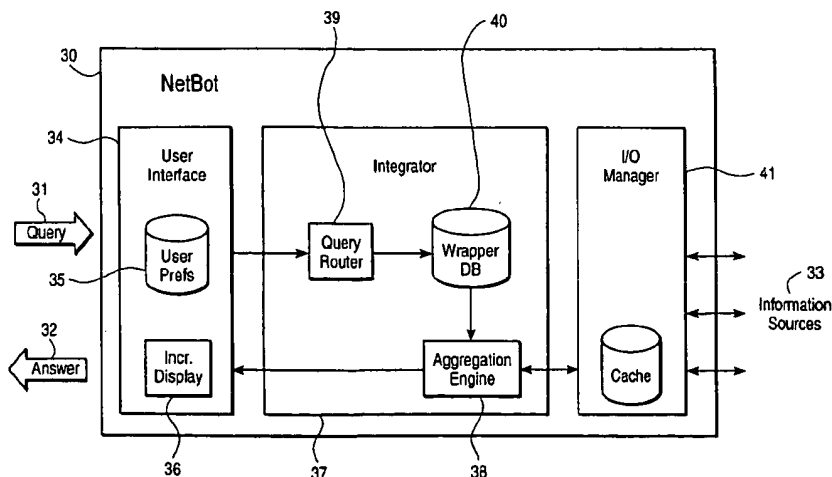 39
40
30
NetBot
34
User
Interface
Integrator
I/O
Manager
41
31
Query
User
Prefs
35
Query
Router
Wrapper
DB
33
Information
Sources
32
Answer
Incr.
Display
Aggregation
Engine
Cache
36
37
38